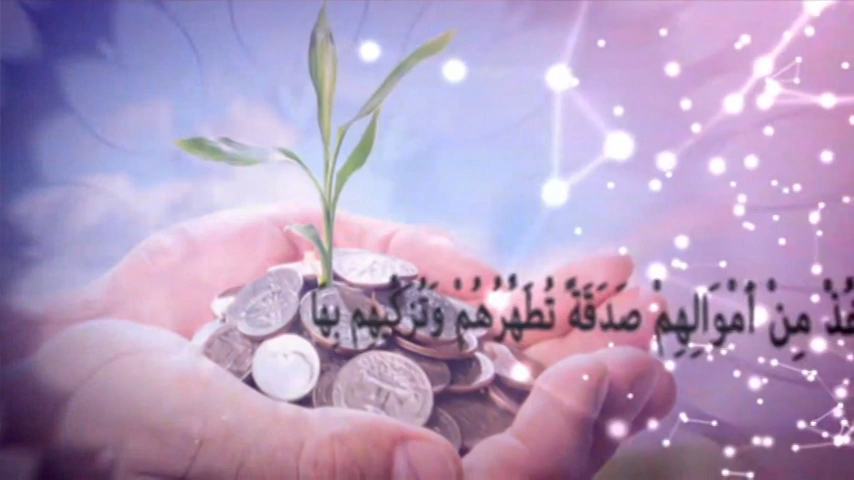 خُذْ مِنْ أَمْوَالِهِمْ صَدَقَةً تُطَهِّرُهُمْ وَتُزَكِّيهِم بِهَا